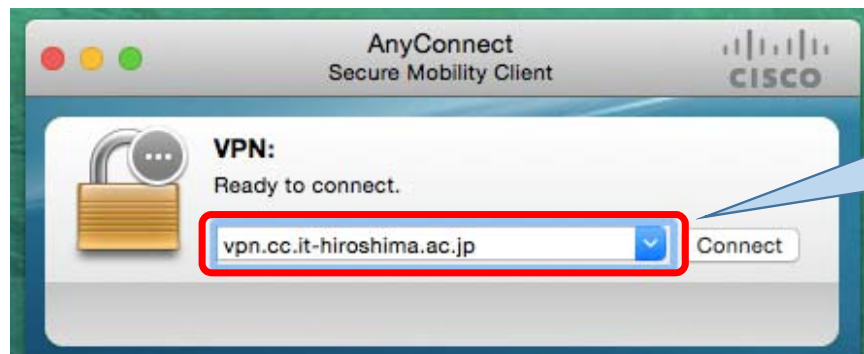 AnyConnect
Secure Mobility Client
CISCO
VPN:
Ready to connect.
vpn.cc.it-hiroshima.ac.jp
Connect